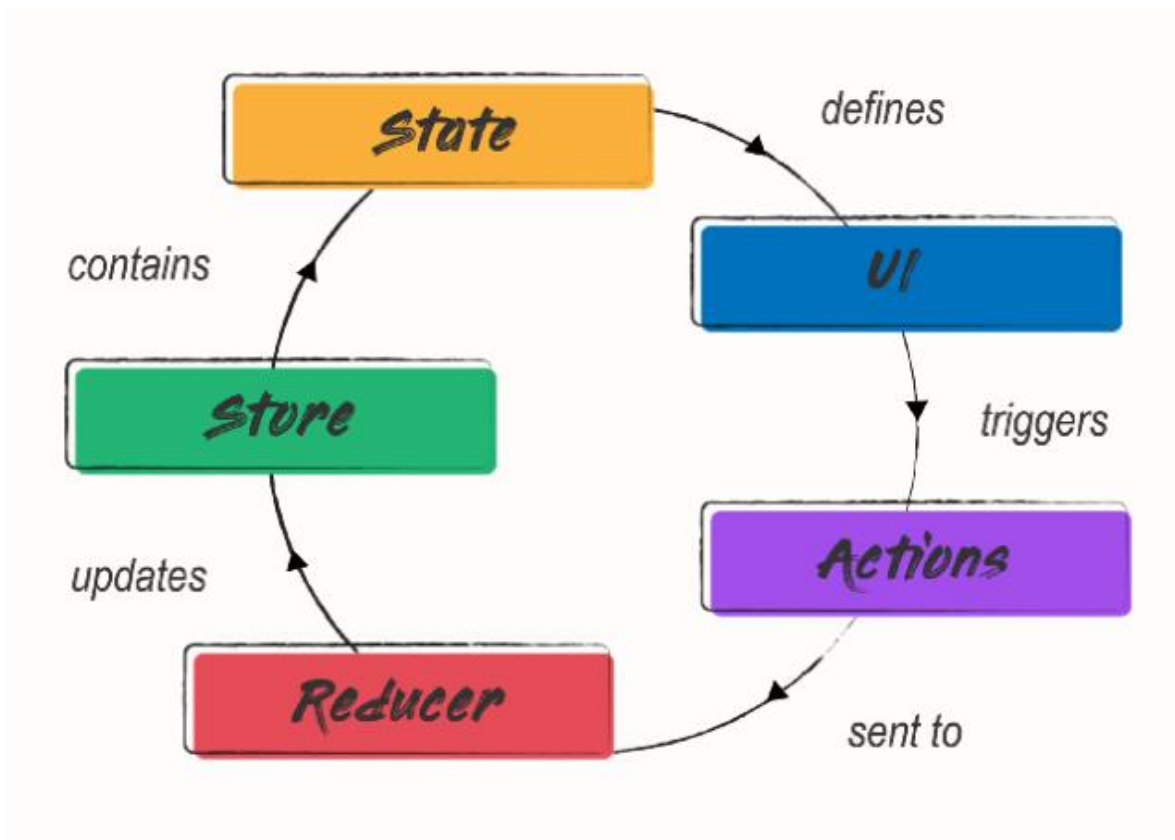 State
defines
UI
triggers
Actions
sent to
Reducer
updates
Store
contains